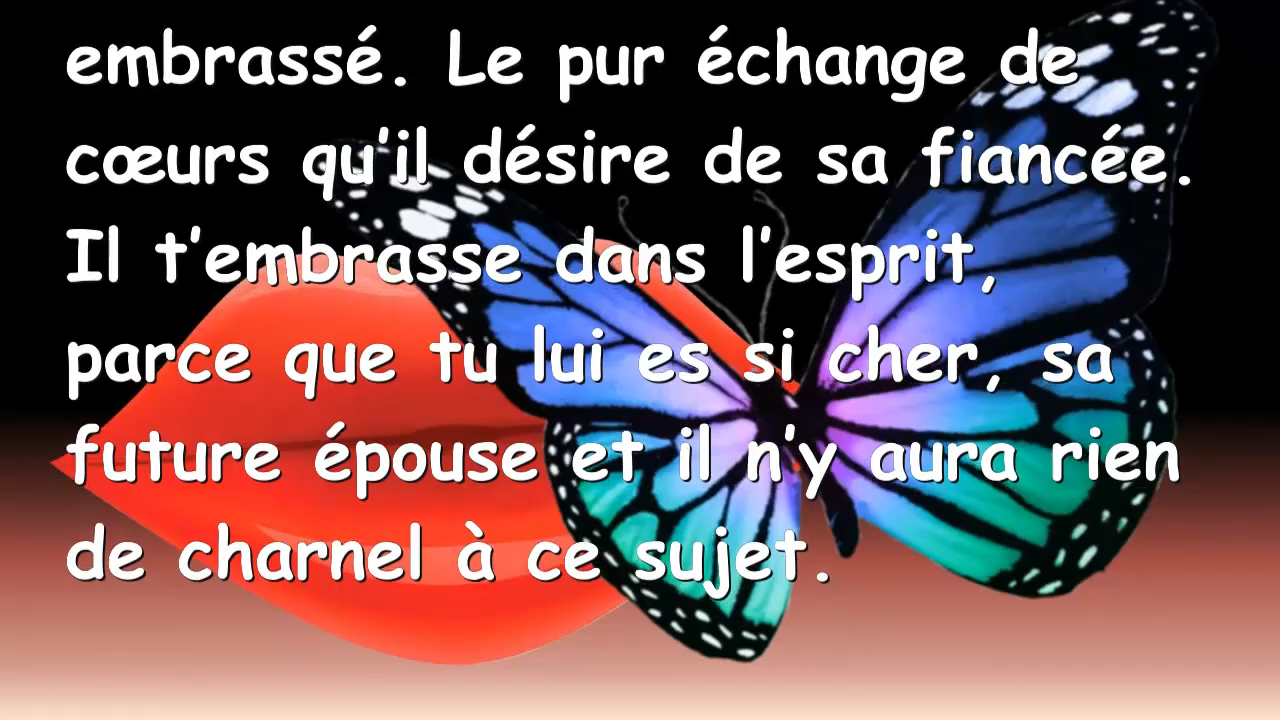 embrassé. Le pur échange de
cœurs qu'il désire de sa fiancée.
Il t'embrasse dans l'esprit,
parce que tu lui es si cher, sa
future épouse et il n'y aura rien
de charnel à ce sujet.